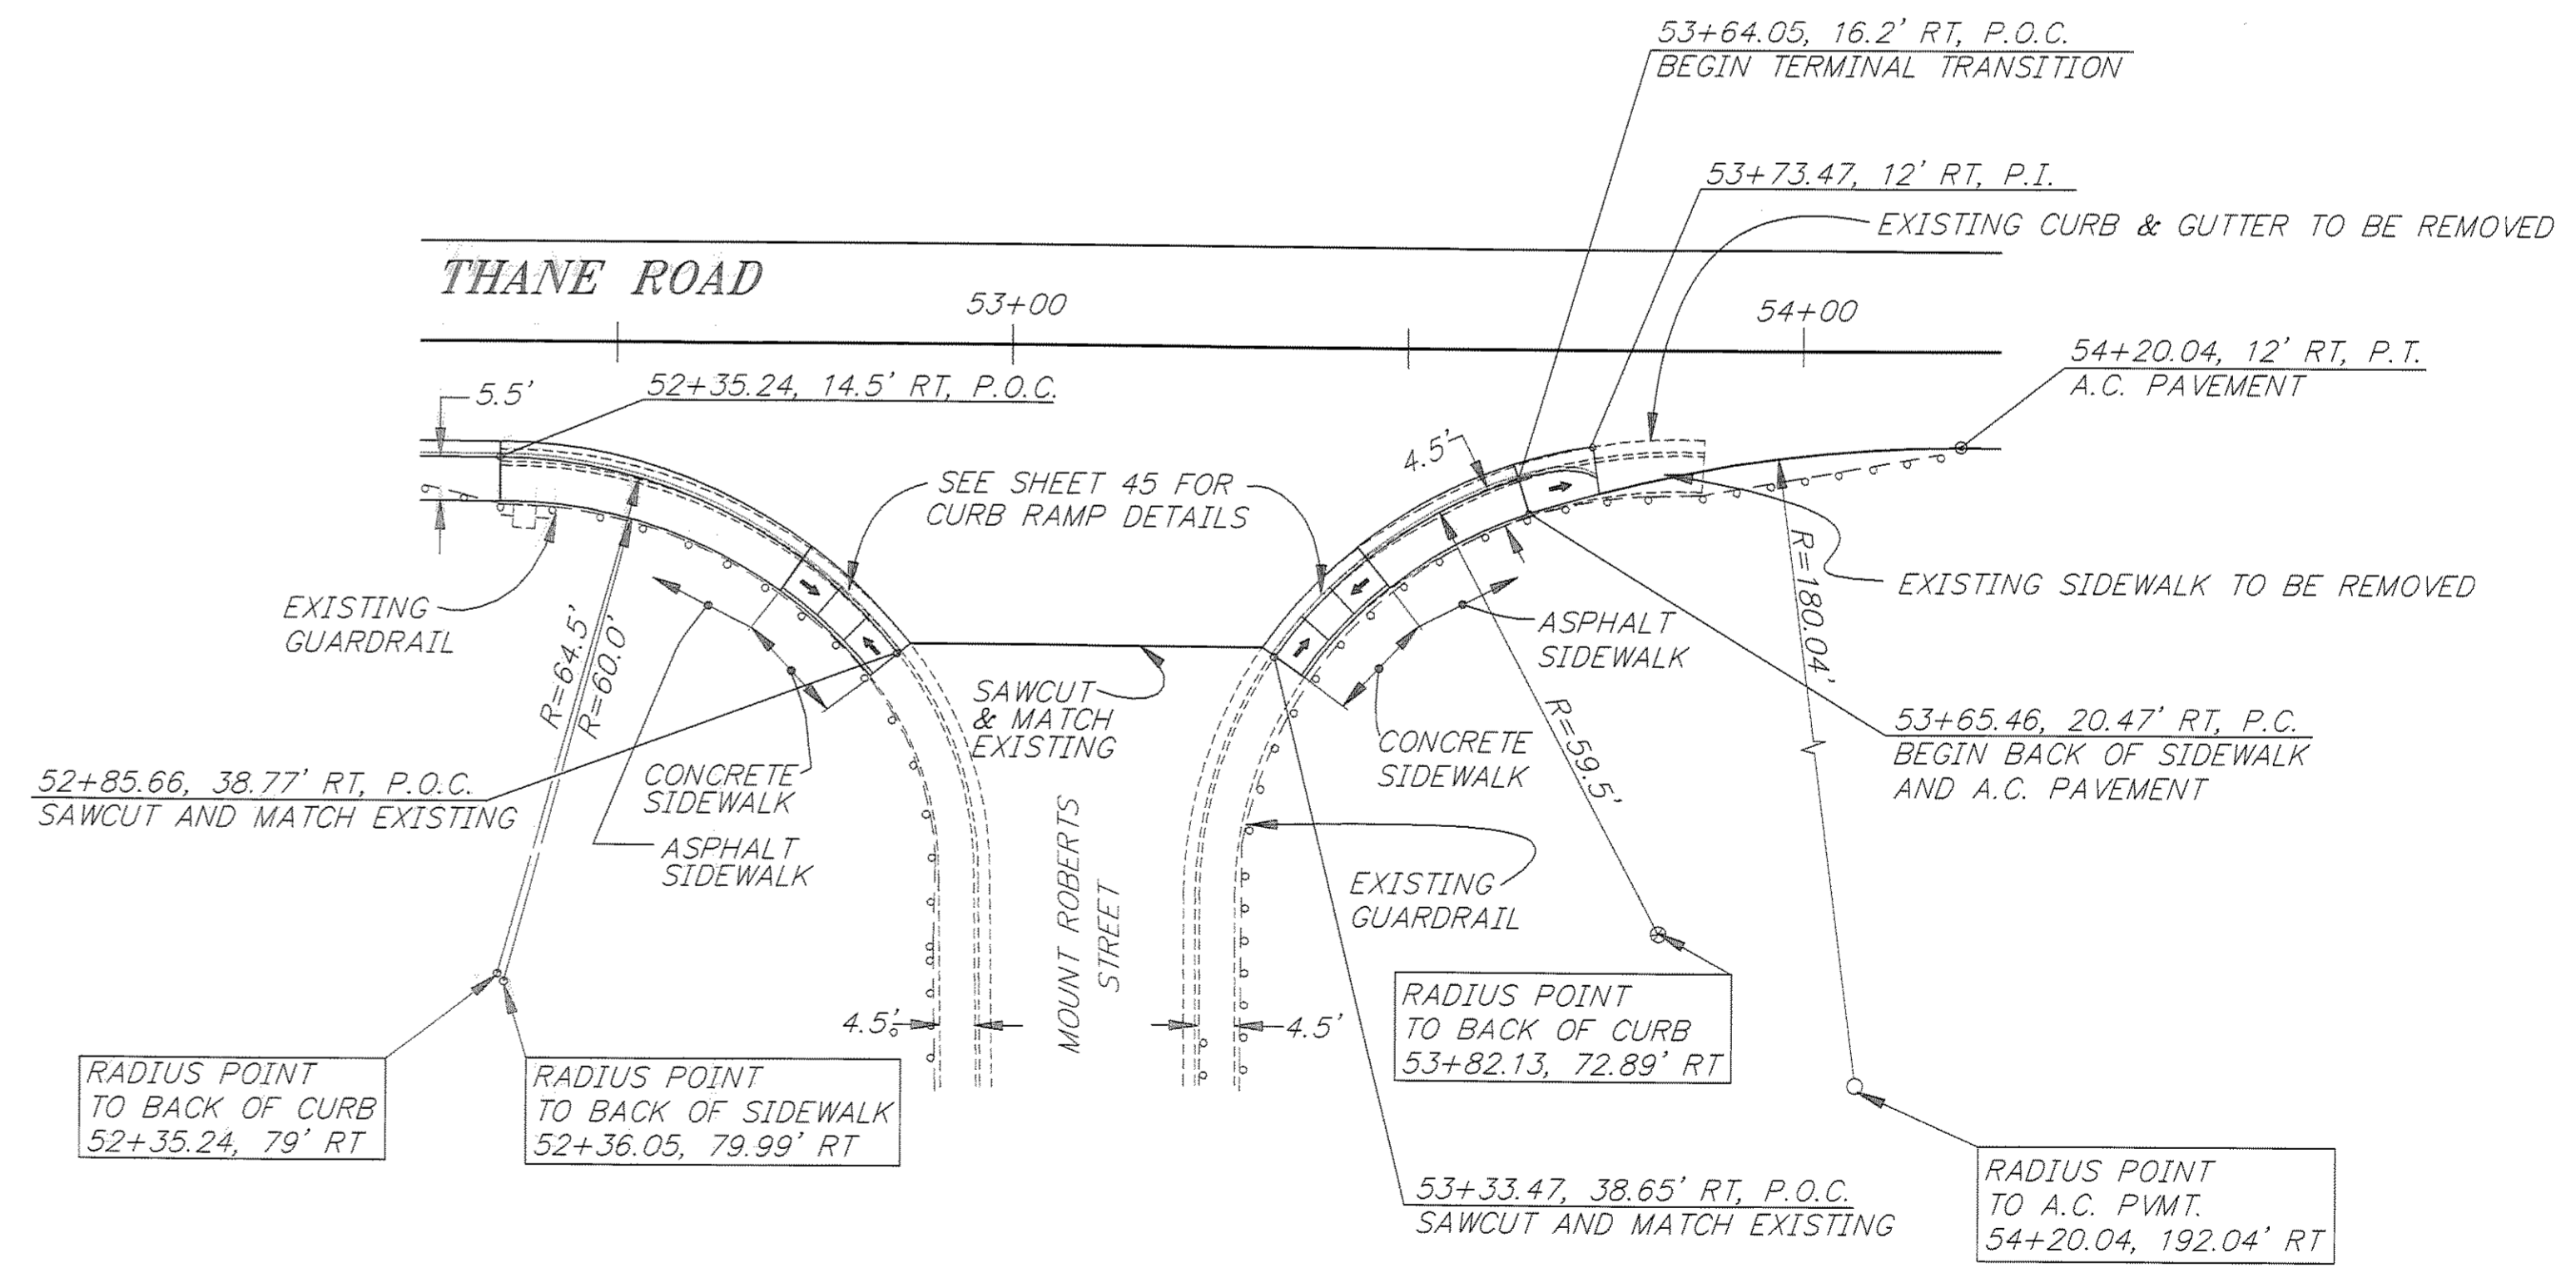 53+64.05, 16.2' RT, P.O.C.
BEGIN TERMINAL TRANSITION
53+73.47, 12' RT, P.I.
EXISTING CURB & GUTTER TO BE REMOVED
THANE ROAD
53+00
54+00
54+20.04, 12' RT, P.T.
A.C. PAVEMENT
5.5'
52+35.24, 14.5' RT, P.O.C.
4.5'
SEE SHEET 45 FOR
CURB RAMP DETAILS
EXISTING
GUARDRAIL
R=64.5'
R=60.0'
EXISTING SIDEWALK TO BE REMOVED
R=180.04'
ASPHALT
SIDEWALK
SAWCUT
& MATCH
EXISTING
R=59.5'
53+65.46, 20.47' RT, P.C.
BEGIN BACK OF SIDEWALK
AND A.C. PAVEMENT
CONCRETE
SIDEWALK
52+85.66, 38.77' RT, P.O.C.
SAWCUT AND MATCH EXISTING
CONCRETE
SIDEWALK
ASPHALT
SIDEWALK
MOUNT ROBERTS
STREET
EXISTING
GUARDRAIL
4.5'
4.5'
RADIUS POINT
TO BACK OF CURB
53+82.13, 72.89' RT
RADIUS POINT
TO BACK OF CURB
52+35.24, 79' RT
RADIUS POINT
TO BACK OF SIDEWALK
52+36.05, 79.99' RT
53+33.47, 38.65' RT, P.O.C.
SAWCUT AND MATCH EXISTING
RADIUS POINT
TO A.C. PVMT.
54+20.04, 192.04' RT